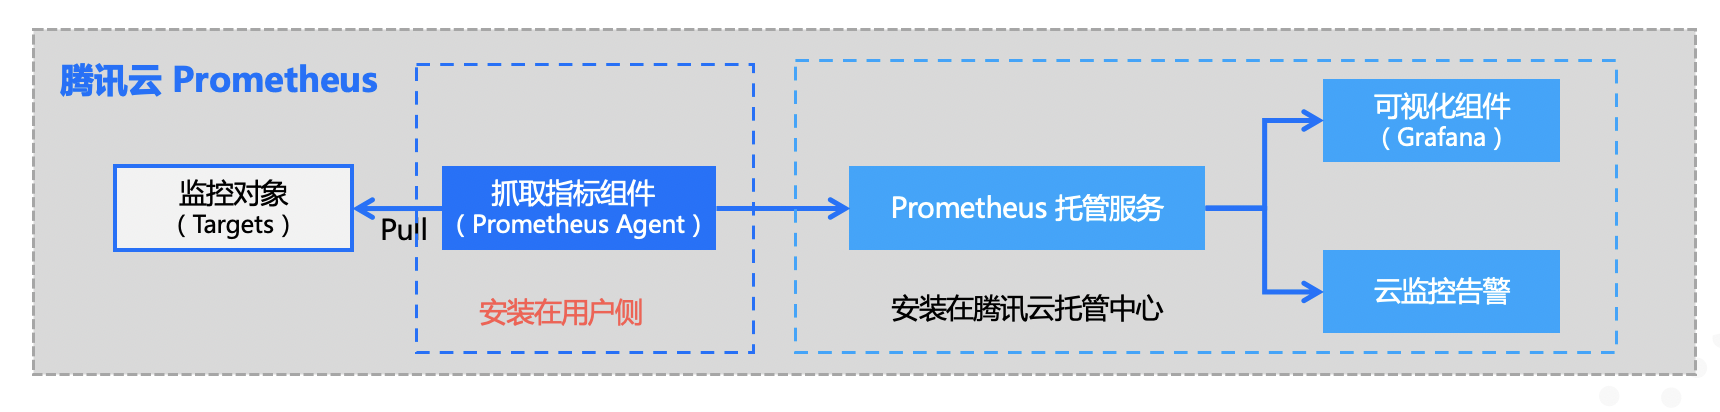 腾讯云 Prometheus
监控对象
（Targets）
Pull
抓取指标组件
（Prometheus Agent）
安装在用户侧
Prometheus 托管服务
安装在腾讯云托管中心
可视化组件
（Grafana）
云监控告警